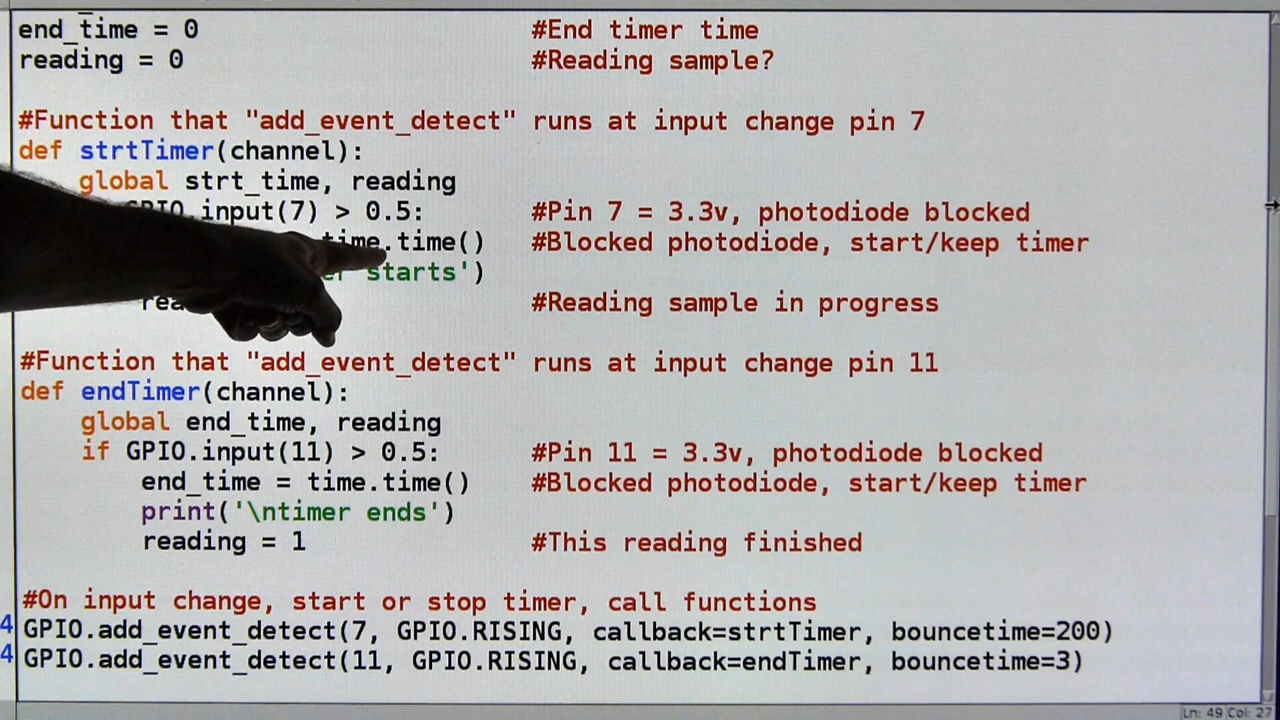 end_time = 0 #End timer time
reading = 0 #Reading sample?
#Function that "add_event_detect" runs at input change pin 7
def strtTimer(channel):
global strt_time, reading
GPIO.input(7) > 0.5: #Pin 7 = 3.3v, photodiode blocked
time.time() #Blocked photodiode, start/keep timer
starts') 
#Reading sample in progress
#Function that "add_event_detect" runs at input change pin 11
def endTimer(channel):
global end_time, reading
if GPIO.input(11) > 0.5: #Pin 11 = 3.3v, photodiode blocked
end_time = time.time() #Blocked photodiode, start/keep timer
print('\ntimer ends')
reading = 1 #This reading finished
#On input change, start or stop timer, call functions
4 GPIO.add_event_detect(7, GPIO.RISING, callback=strtTimer, bouncetime=200)
4 GPIO.add_event_detect(11, GPIO.RISING, callback=endTimer, bouncetime=3)
Ln: 49 Col: 27